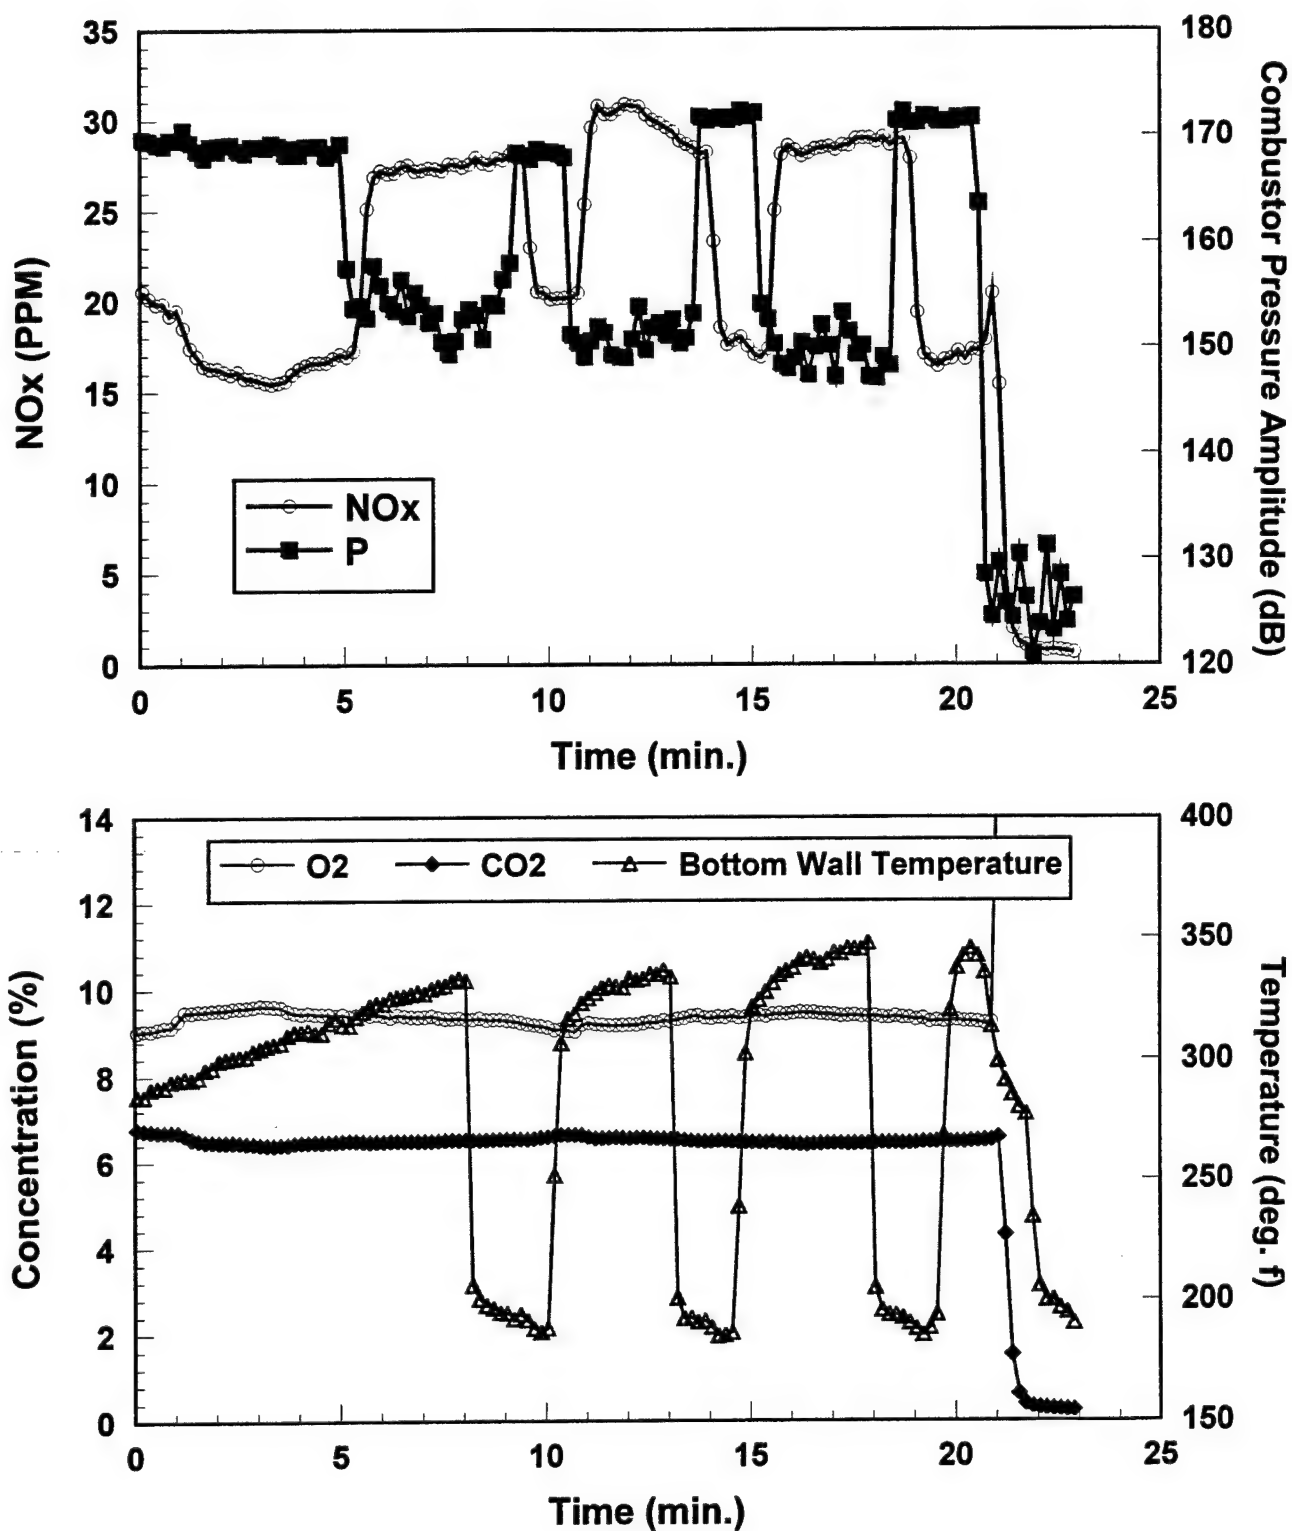 35
30
25
20
15
10
5
0
NOx (PPM)
180
170
160
150
140
130
120
Combustor Pressure Amplitude (dB)
NOx
P
0 5 10 15 20 25
Time (min.)
14
12
10
8
6
4
2
0
Concentration (%)
400
350
300
250
200
150
Temperature (deg. f)
O2 CO2 Bottom Wall Temperature
0 5 10 15 20 25
Time (min.)